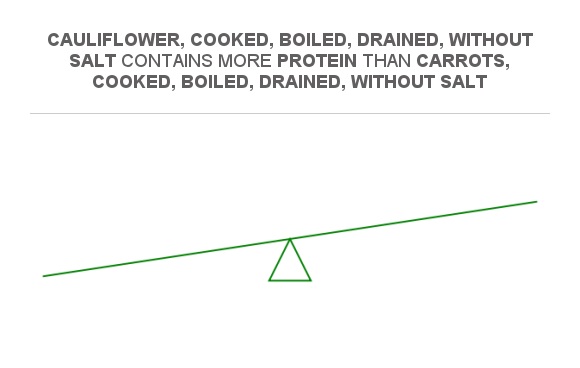 CAULIFLOWER, COOKED, BOILED, DRAINED, WITHOUT
SALT CONTAINS MORE PROTEIN THAN CARROTS,
COOKED, BOILED, DRAINED, WITHOUT SALT